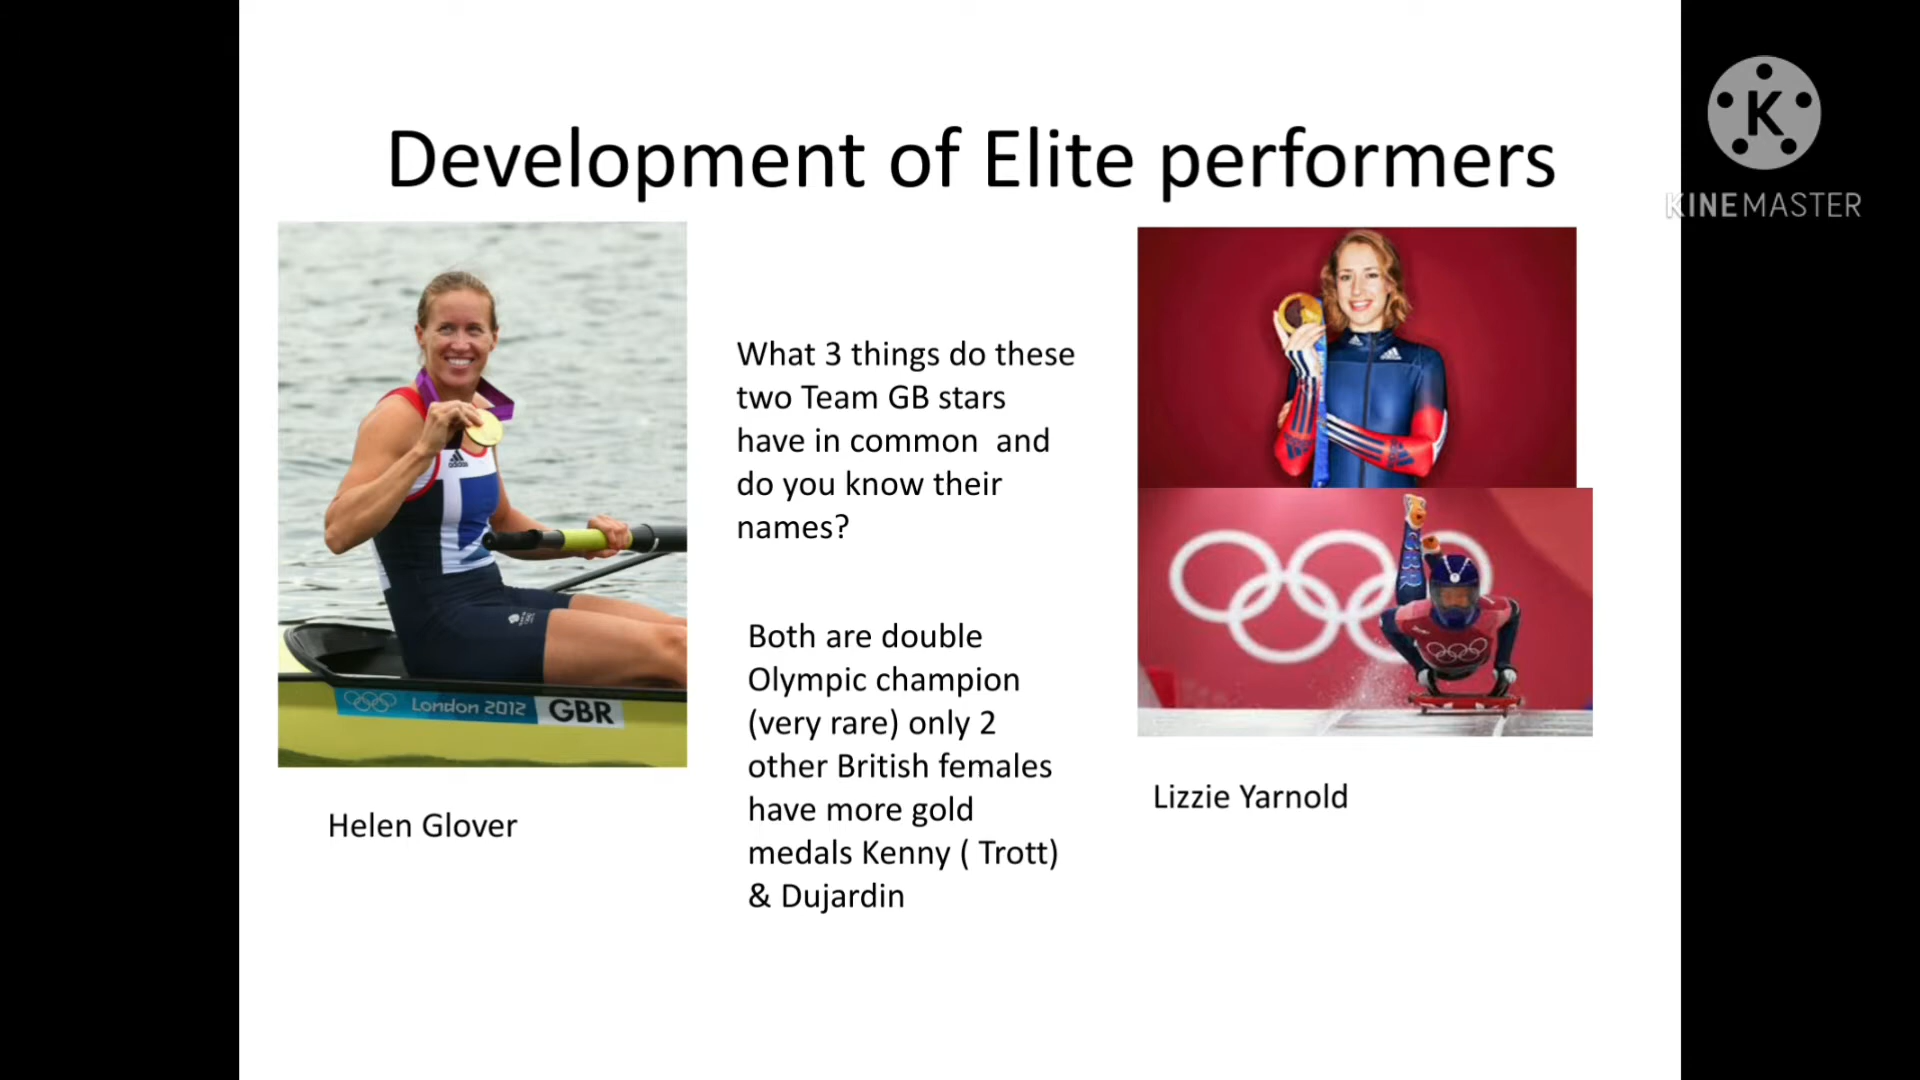 Development of Elite performers
K
KINEMASTER
What 3 things do these
two Team GB stars
have in common and
do you know their
names?
adidas
London 2012 GBR
Both are double
Olympic champion
(very rare) only 2
other British females
have more gold
medals Kenny ( Trott)
& Dujardin
Helen Glover
Lizzie Yarnold